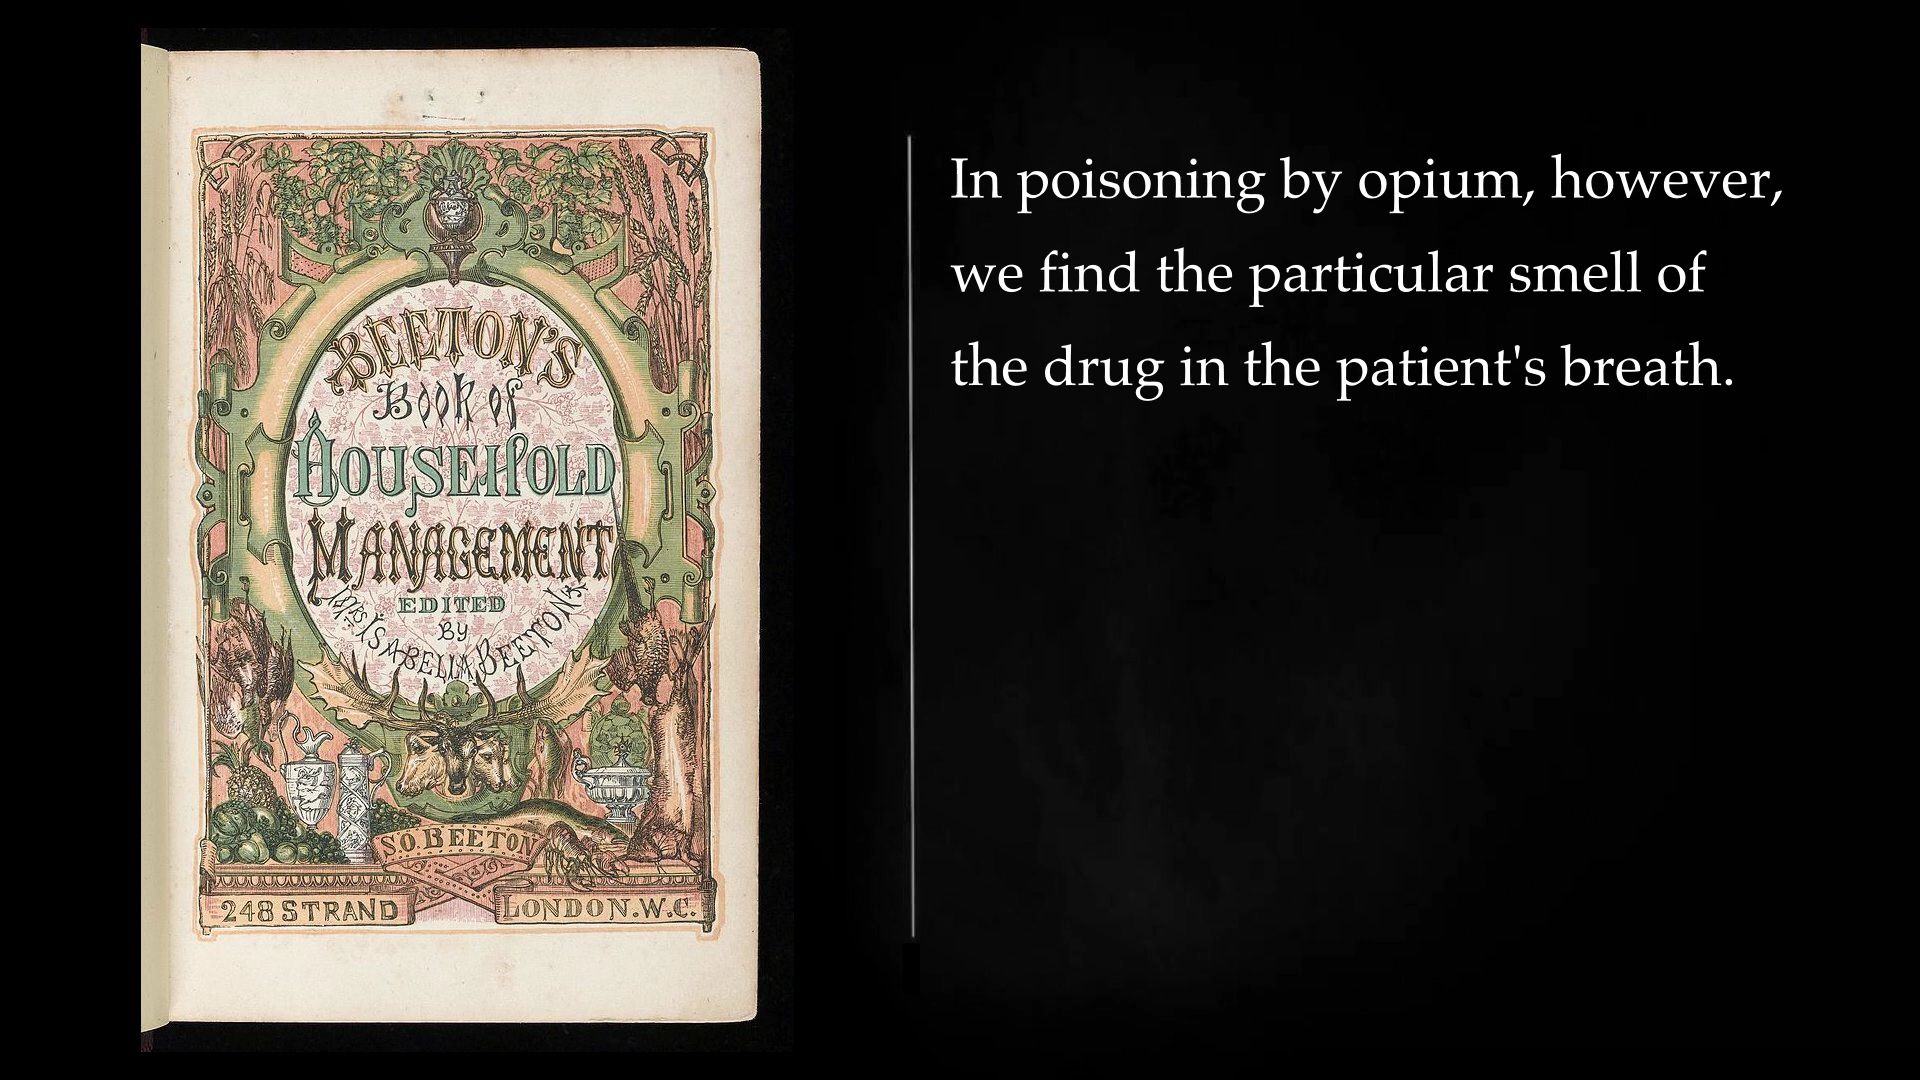 BEETON'S
Book of
HOUSEHOLD
MANAGEMENT
EDITED
BY
MRS ISABELLA BEETON
S.O. BEETON
248 STRAND
LONDON. W.C.
In poisoning by opium, however,
we find the particular smell of
the drug in the patient's breath.